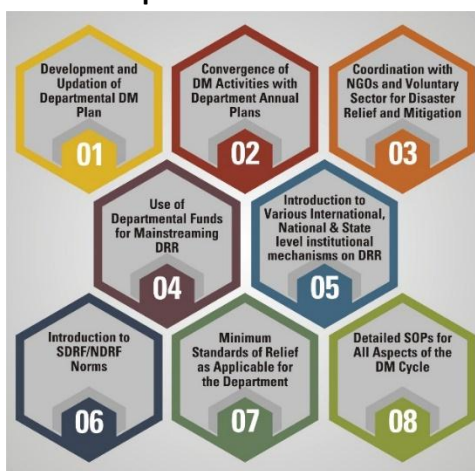 Development and
Updation of
Departmental DM
Plan
01
Convergence of
DM Activities with
Department Annual
Plans
02
Coordination with
NGOs and Voluntary
Sector for Disaster
Relief and Mitigation
03
Use of
Departmental Funds
for Mainstreaming
DRR
04
Introduction to
Various International,
National & State
level institutional
mechanisms on DRR
05
Introduction to
SDRF/NDRF
Norms
06
Minimum
Standards of Relief
as Applicable for
the Department
07
Detailed SOPs for
All Aspects of the
DM Cycle
08